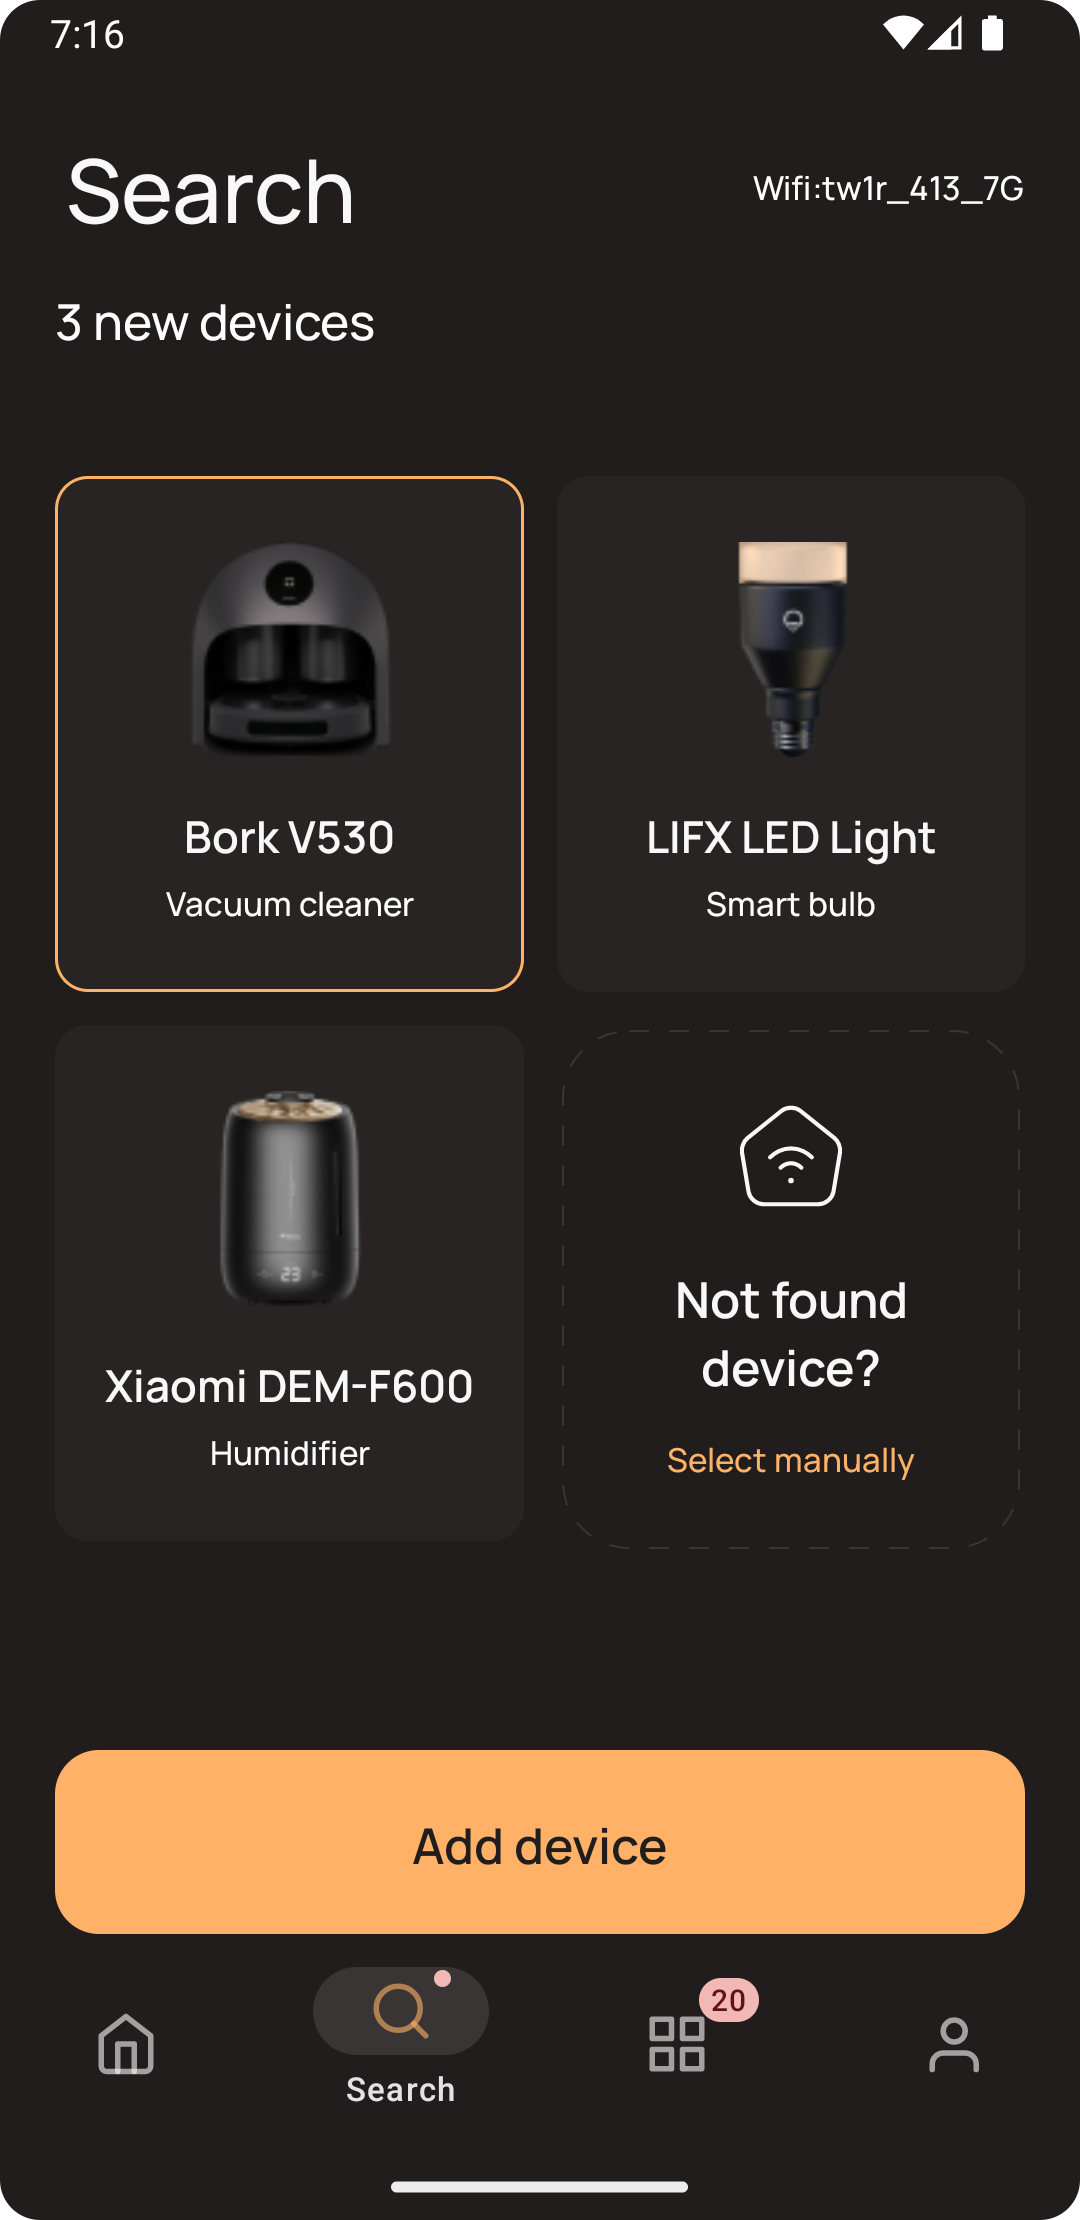 7:16
Search
Wifi:tw1r_413_7G
3 new devices
Bork V530
Vacuum cleaner
LIFX LED Light
Smart bulb
23
Xiaomi DEM-F600
Humidifier
Not found
device?
Select manually
Add device
20
Search